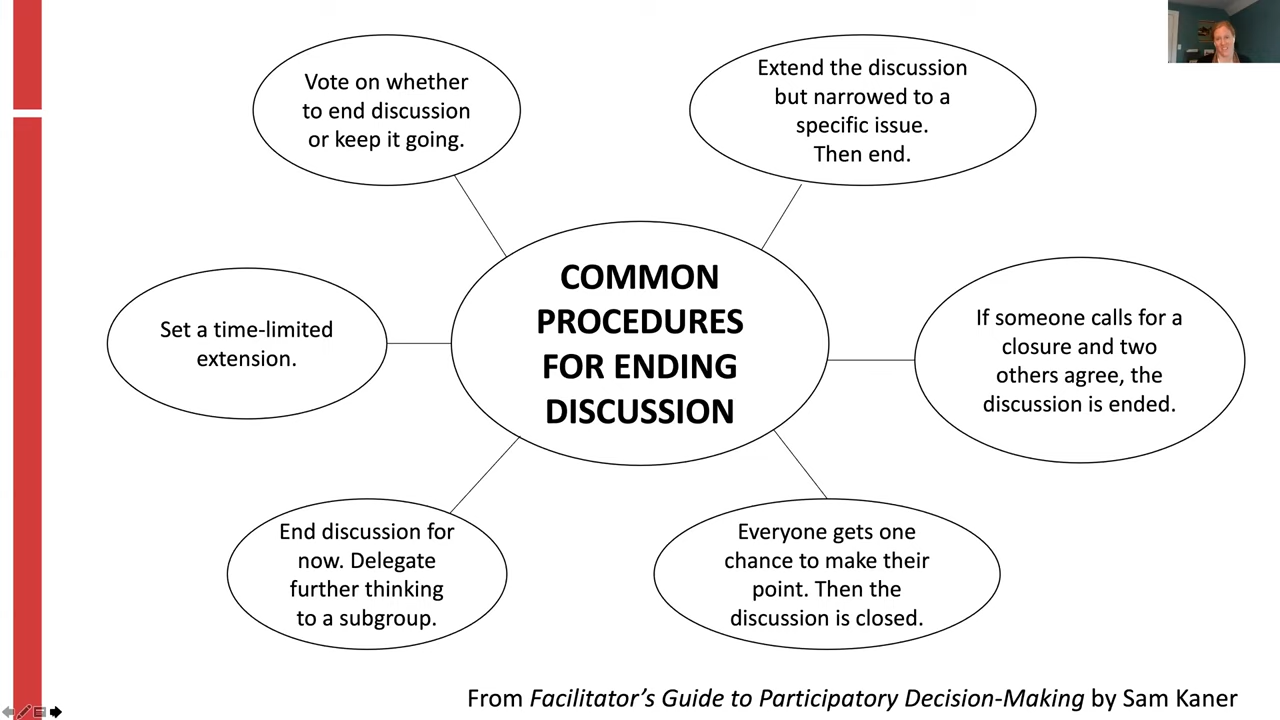 Vote on whether
to end discussion
or keep it going.
Extend the discussion
but narrowed to a
specific issue.
Then end.
Set a time-limited
extension.
COMMON
PROCEDURES
FOR ENDING
DISCUSSION
If someone calls for a
closure and two
others agree, the
discussion is ended.
End discussion for
now. Delegate
further thinking
to a subgroup.
Everyone gets one
chance to make their
point. Then the
discussion is closed.
From Facilitator’s Guide to Participatory Decision-Making by Sam Kaner